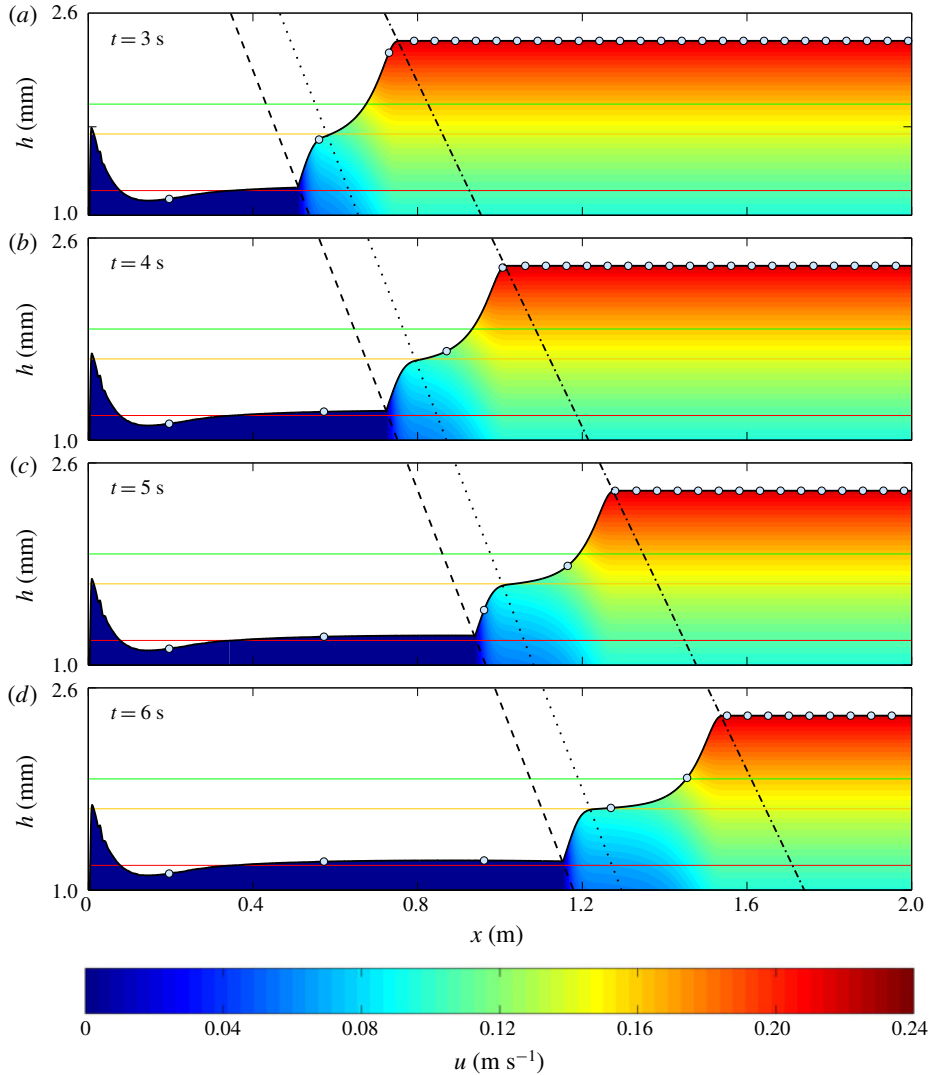 (a)
2.6
t = 3 s
h (mm)
1.0
(b)
2.6
t = 4 s
h (mm)
1.0
(c)
2.6
t = 5 s
h (mm)
1.0
(d)
2.6
t = 6 s
h (mm)
1.0
0 0.4 0.8 1.2 1.6 2.0
x (m)
0 0.04 0.08 0.12 0.16 0.20 0.24
u (m s⁻¹)